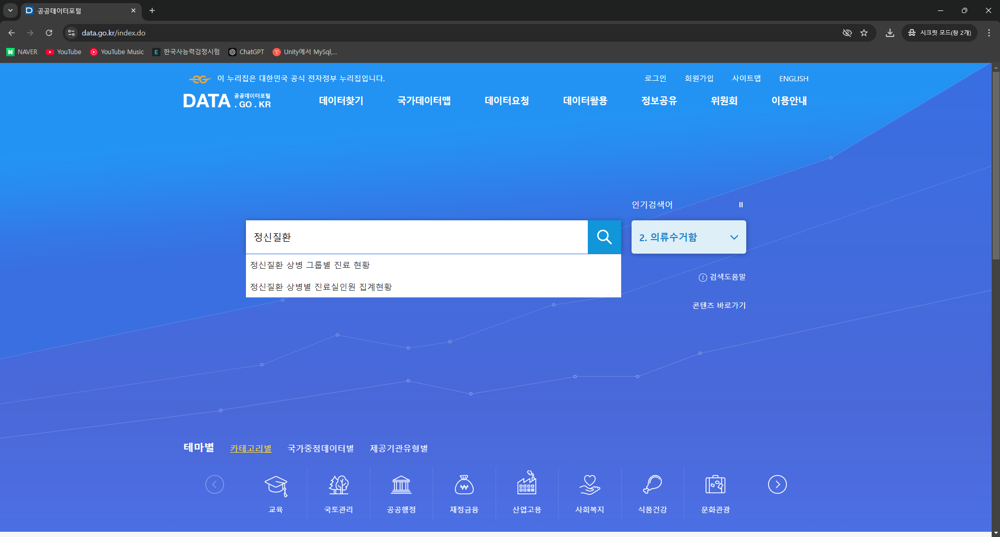 공공데이터포털
data.go.kr/index.do
시크릿 모드(창 2개)
NAVER
YouTube
YouTube Music
한국사능력검정시험
ChatGPT
Unity에서 MySql,...
이 누리집은 대한민국 공식 전자정부 누리집입니다.
로그인
회원가입
사이트맵
ENGLISH
DATA 공공데이터포털
. GO . KR
데이터찾기
국가데이터맵
데이터요청
데이터활용
정보공유
위원회
이용안내
인기검색어
정신질환
2. 의류수거함
정신질환 상병 그룹별 진료 현황
정신질환 상병별 진료실인원 집계현황
검색도움말
콘텐츠 바로가기
테마별
카테고리별
국가중점데이터별
제공기관유형별
교육
국토관리
공공행정
재정금융
산업고용
사회복지
식품건강
문화관광